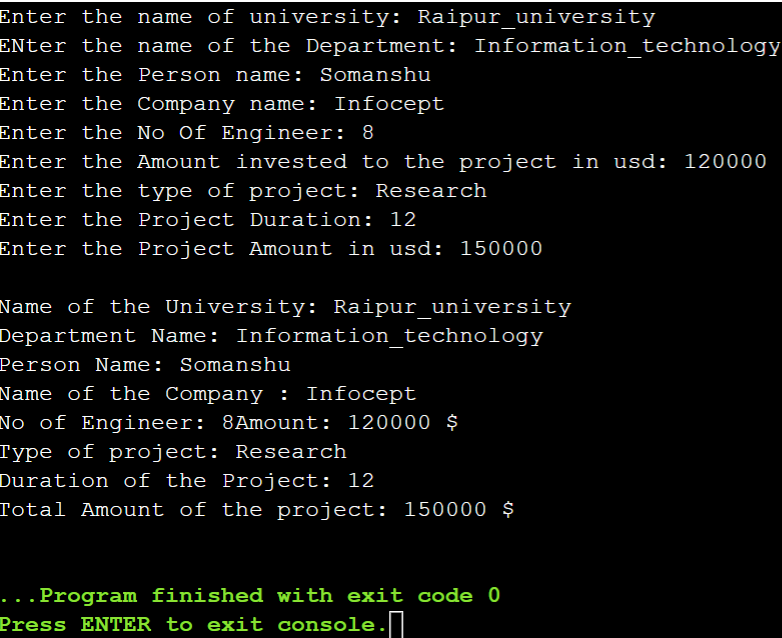 Enter the name of university: Raipur_university
ENter the name of the Department: Information_technology
Enter the Person name: Somanshu
Enter the Company name: Infocept
Enter the No Of Engineer: 8
Enter the Amount invested to the project in usd: 120000
Enter the type of project: Research
Enter the Project Duration: 12
Enter the Project Amount in usd: 150000
Name of the University: Raipur_university
Department Name: Information_technology
Person Name: Somanshu
Name of the Company : Infocept
No of Engineer: 8Amount: 120000 $
Type of project: Research
Duration of the Project: 12
Total Amount of the project: 150000 $
...Program finished with exit code 0
Press ENTER to exit console.